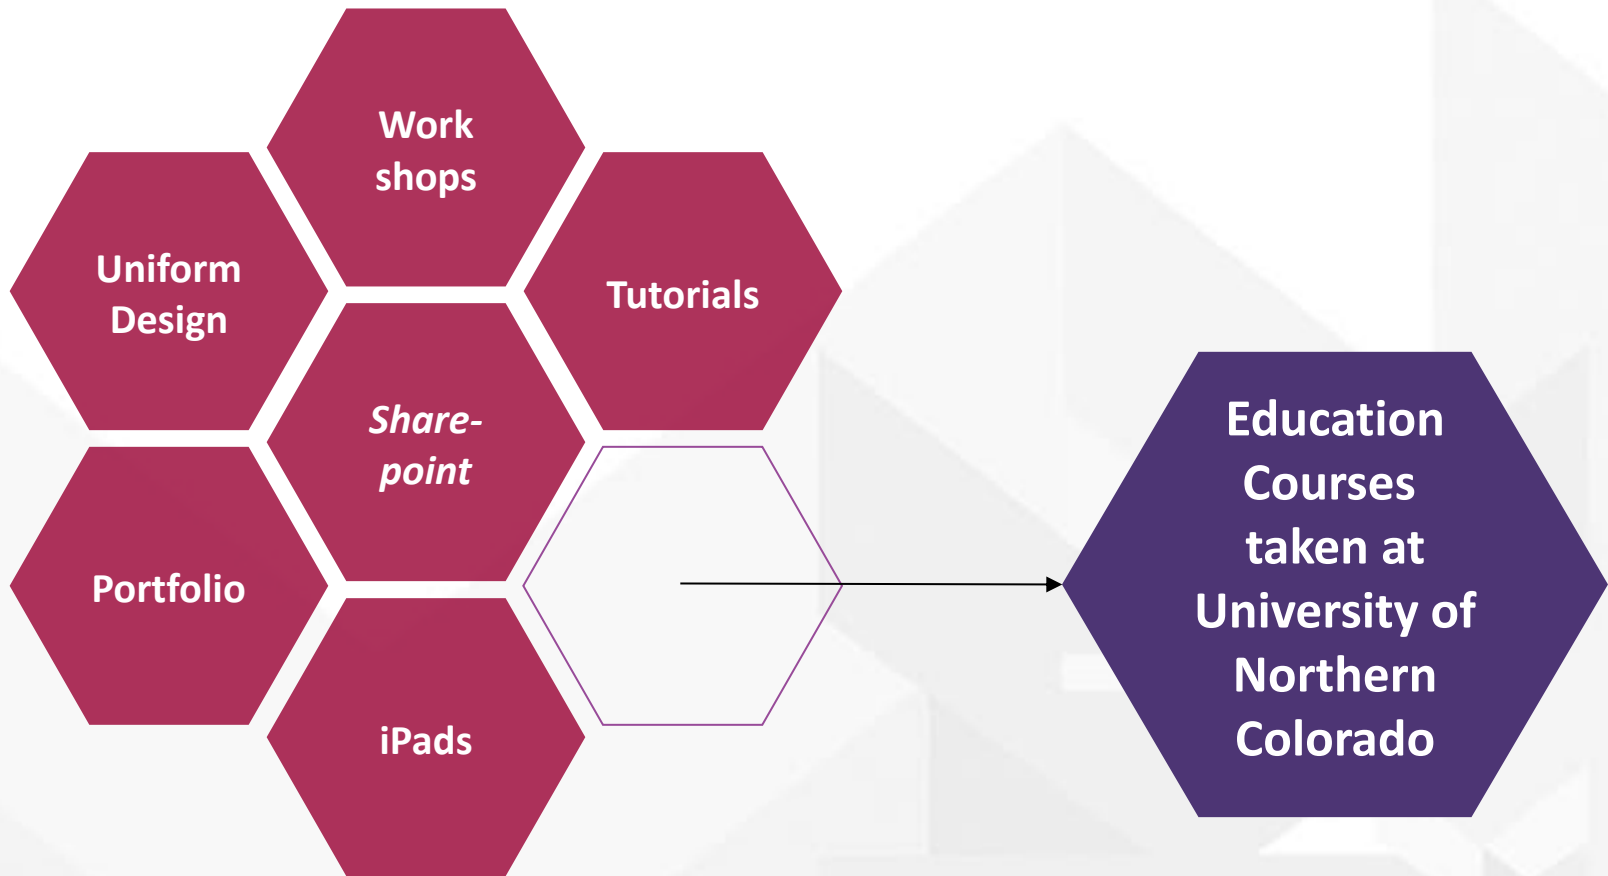 Work
shops
Uniform
Design
Tutorials
Share-
point
Portfolio
iPads
Education
Courses
taken at
University of
Northern
Colorado